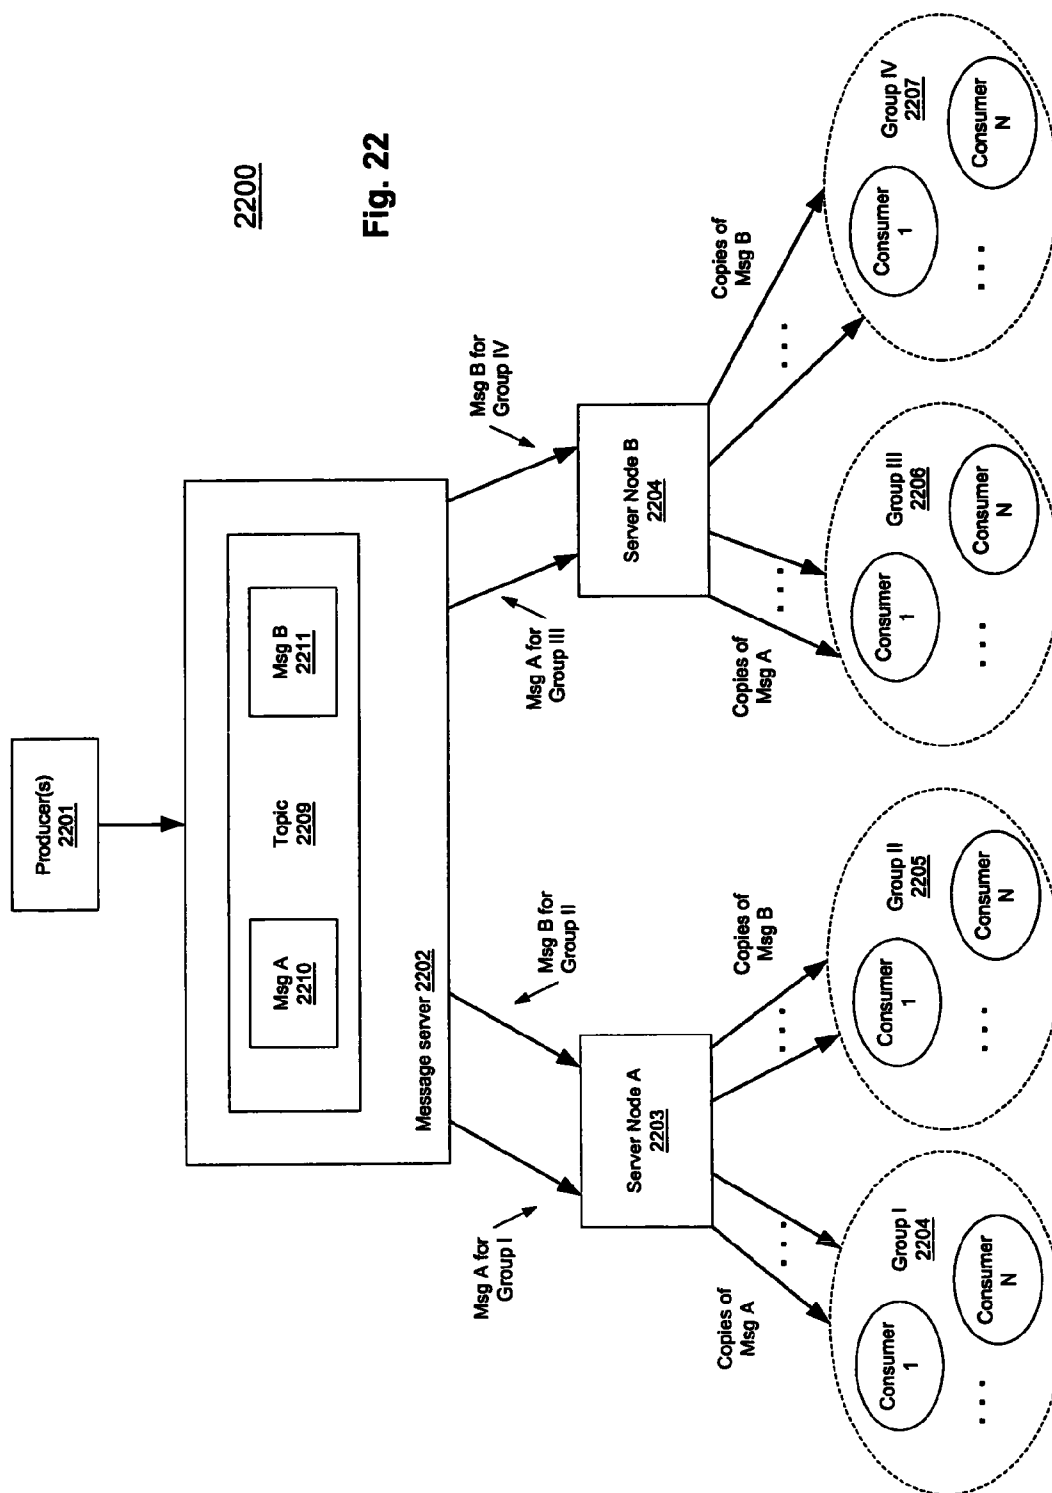 Producer(s)
2201
Msg A
2210
Topic
2209
Msg B
2211
Message server 2202
2200
Fig. 22
Msg A for
Group I
Msg B for
Group II
Msg A for
Group III
Msg B for
Group IV
Server Node A
2203
Server Node B
2204
Copies of
Msg A
Copies of
Msg B
Copies of
Msg A
Copies of
Msg B
. . .
. . .
. . .
. . .
Group I
2204
Consumer
1
. . .
Consumer
N
Group II
2205
Consumer
1
. . .
Consumer
N
Group III
2206
Consumer
1
. . .
Consumer
N
Group IV
2207
Consumer
1
. . .
Consumer
N